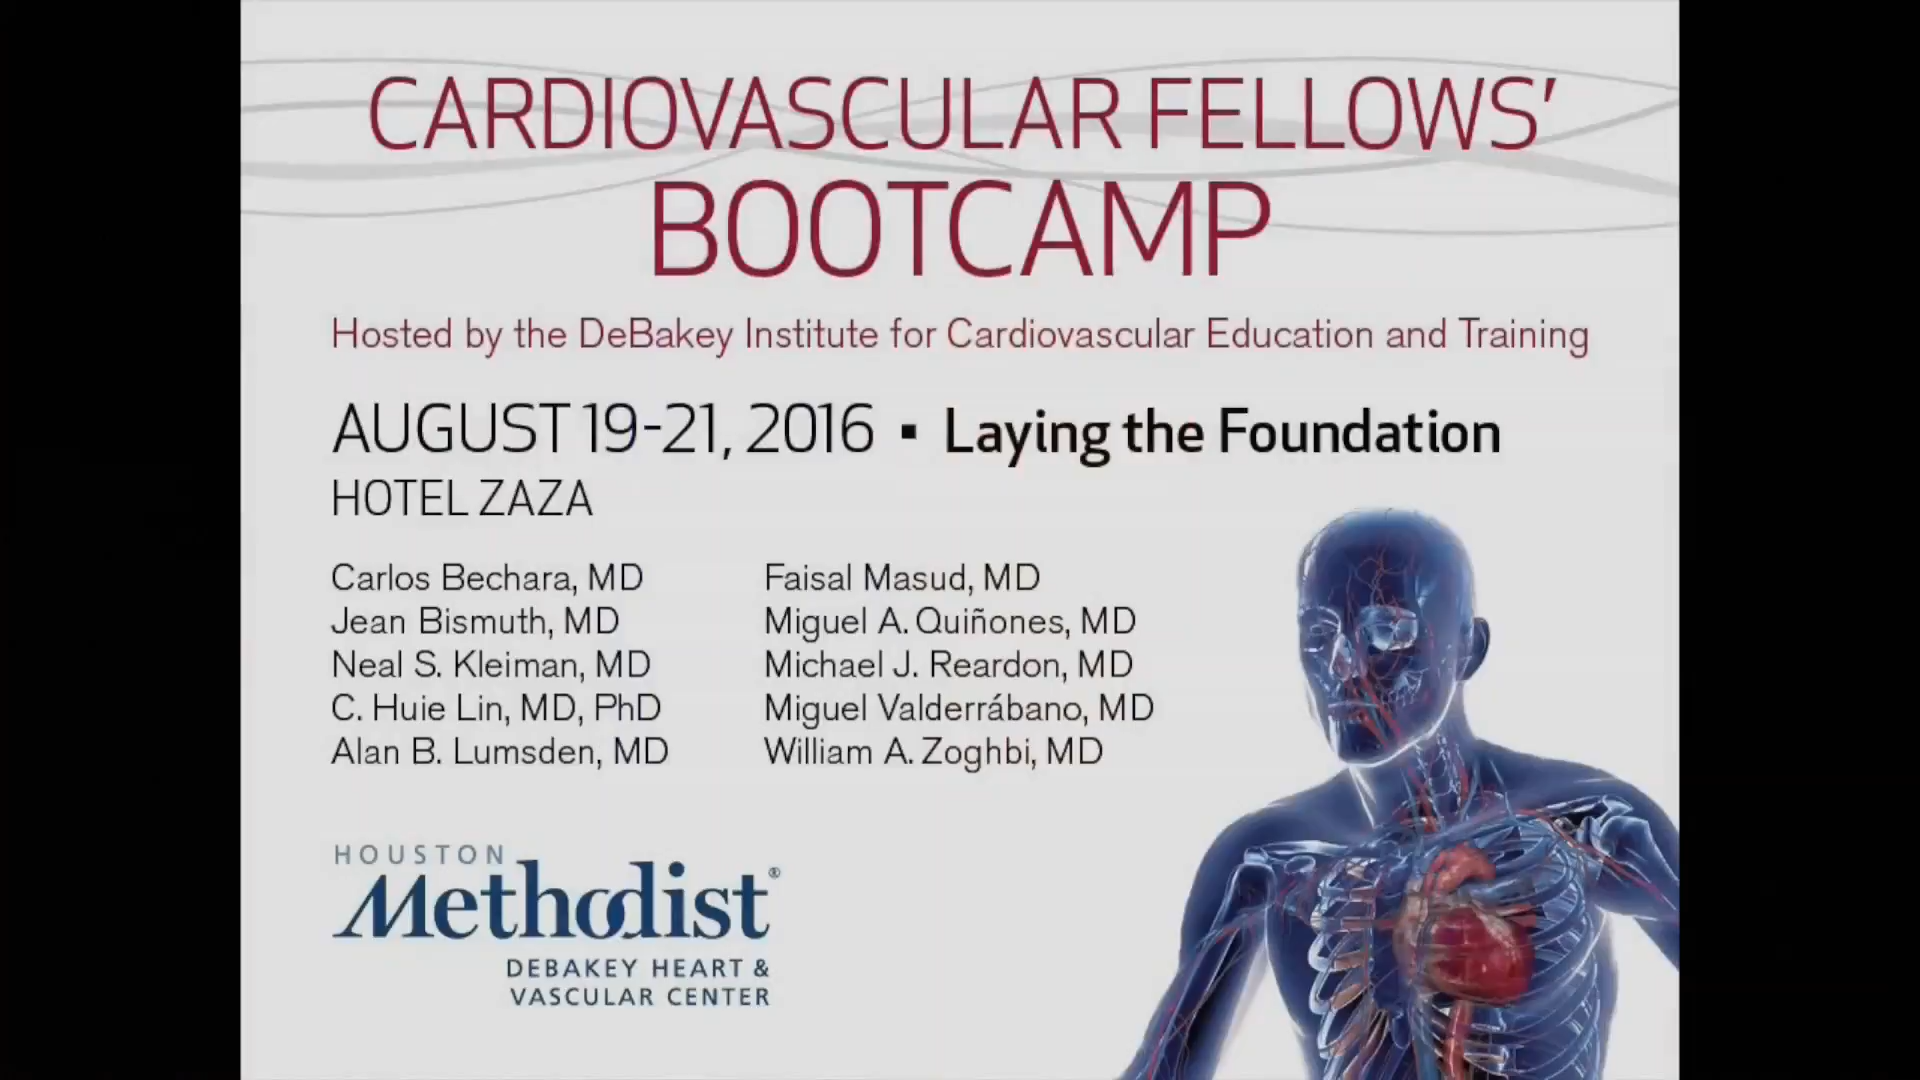 CARDIOVASCULAR FELLOWS’
BOOTCAMP
Hosted by the DeBakey Institute for Cardiovascular Education and Training
AUGUST 19-21, 2016 ▪ Laying the Foundation
HOTEL ZAZA
Carlos Bechara, MD
Jean Bismuth, MD
Neal S. Kleiman, MD
C. Huie Lin, MD, PhD
Alan B. Lumsden, MD
Faisal Masud, MD
Miguel A. Quiñones, MD
Michael J. Reardon, MD
Miguel Valderrábano, MD
William A. Zoghbi, MD
HOUSTON
Methodist®
DEBAKEY HEART &
VASCULAR CENTER